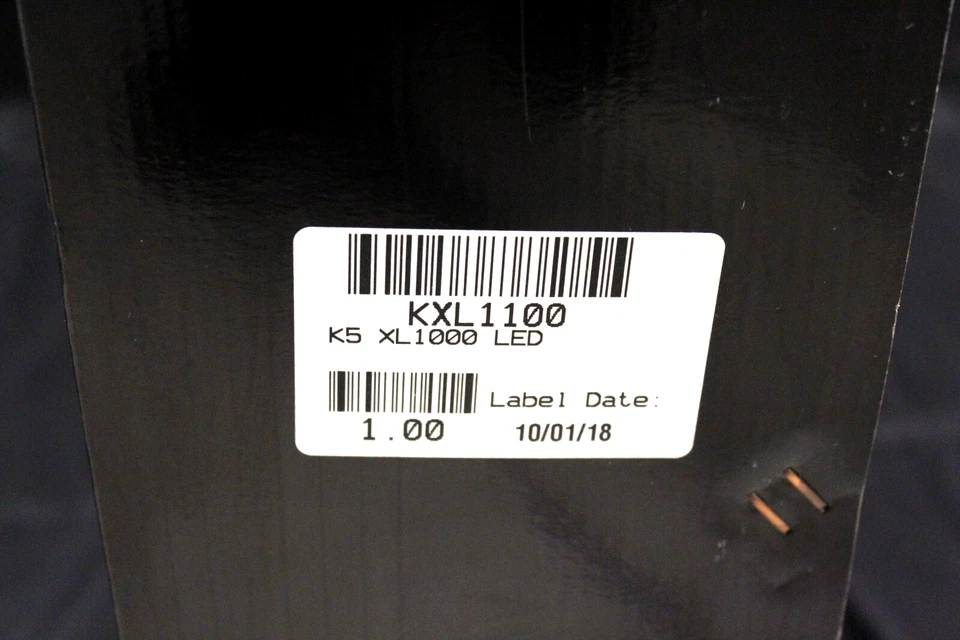 KXL1100
K5 XL1000 LED
Label Date:
1.00 10/01/18